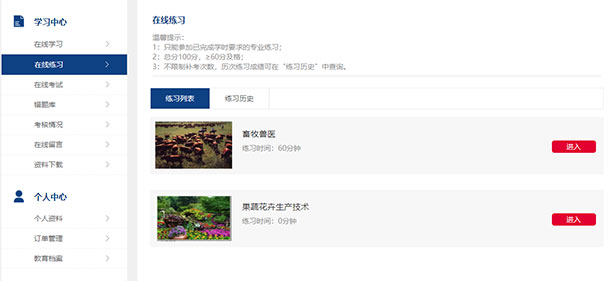 学习中心
在线学习
在线练习
在线考试
错题库
考核情况
在线留言
资料下载
个人中心
个人资料
订单管理
教育档案
在线练习
温馨提示：
1：只能参加已完成学时要求的专业练习；
2：总分100分，≥60分及格；
3：不限制补考次数，历次练习成绩可在“练习历史”中查询。
练习列表
练习历史
畜牧兽医
练习时间：60分钟
进入
果蔬花卉生产技术
练习时间：0分钟
进入